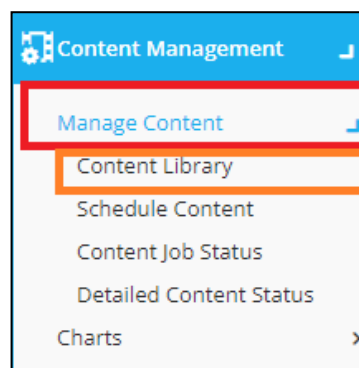 Content Management
Manage Content
Content Library
Schedule Content
Content Job Status
Detailed Content Status
Charts